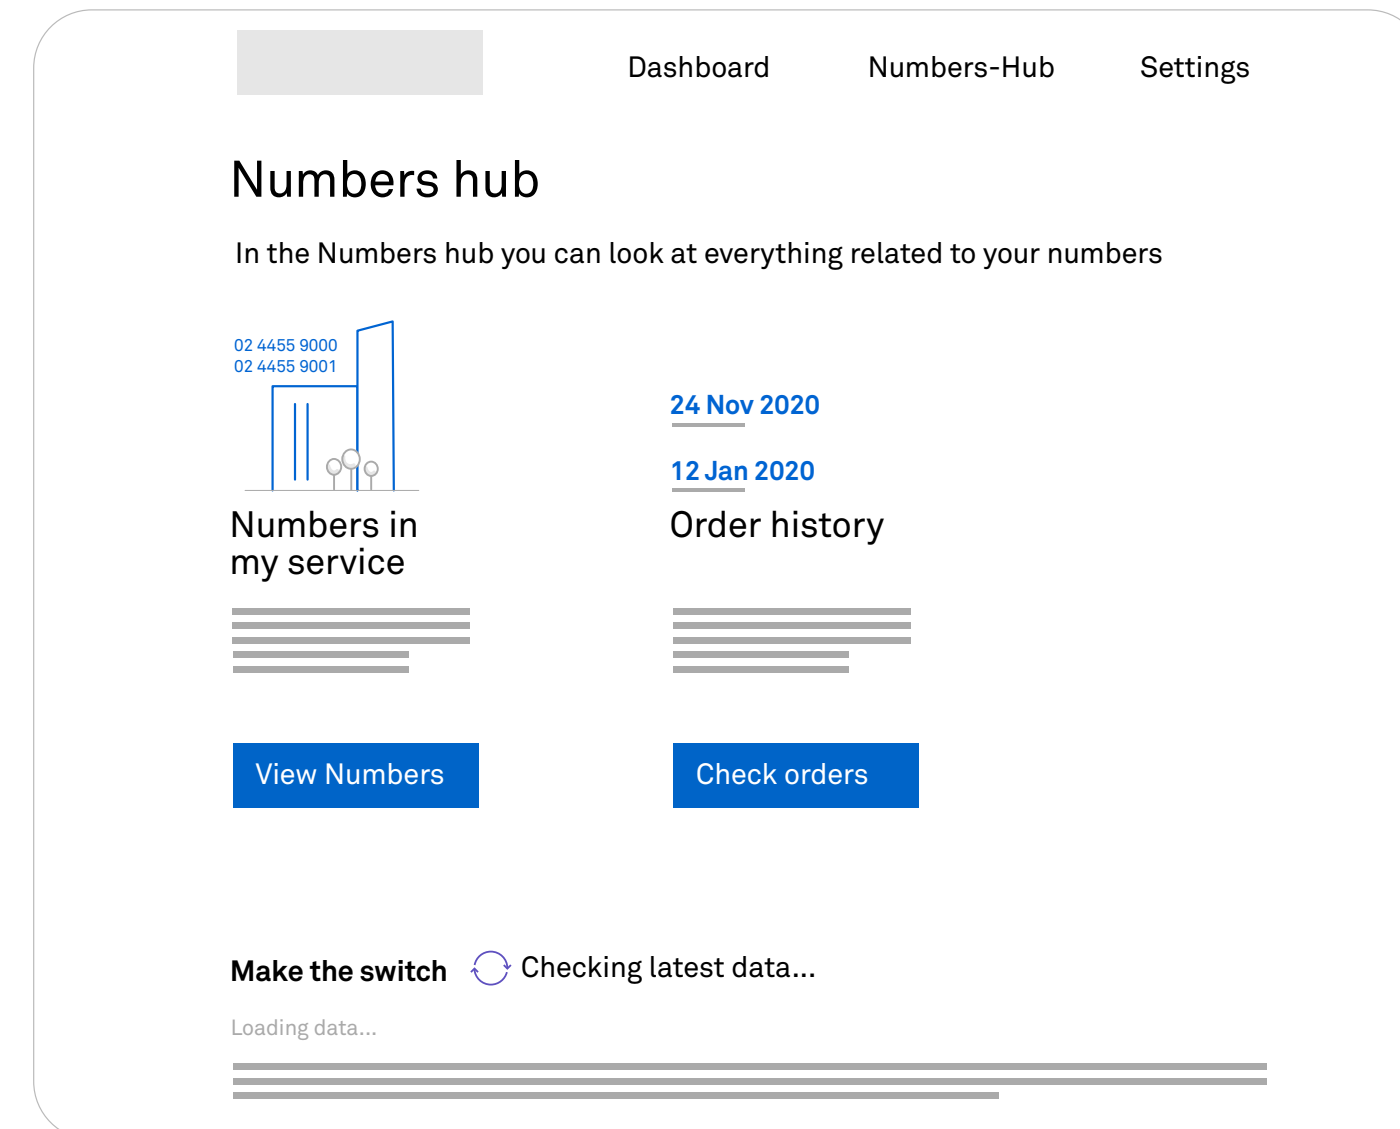 Dashboard Numbers-Hub Settings
Numbers hub
In the Numbers hub you can look at everything related to your numbers
02 4455 9000
02 4455 9001
24 Nov 2020
12 Jan 2020
Numbers in
my service
Order history
View Numbers
Check orders
Make the switch
Checking latest data...
Loading data...